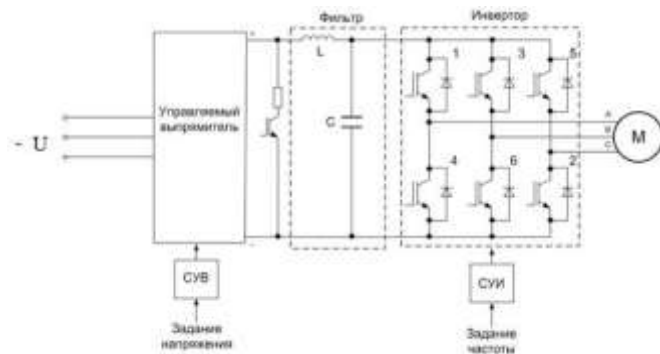 Фильтр
Инвертор
+
L
1
3
5
Управляемый
выпрямитель
~ U
C
A
B
C
M
4
6
2
-
СУВ
СУИ
Задание
напряжения
Задание
частоты